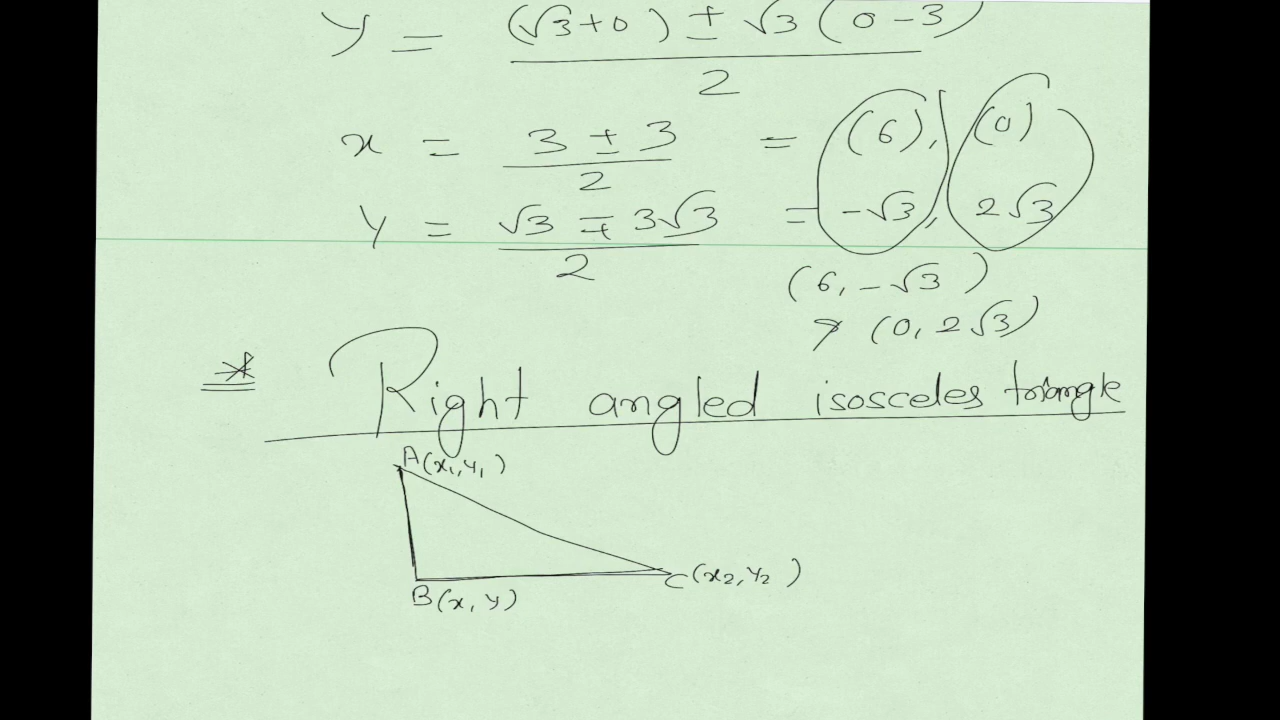 y = (√3+0) ± √3 (0-3)
2
x = 3 ± 3 = (6), (0)
2
y = √3 ∓ 3√3 = -√3, 2√3
2
(6, -√3)
> (0, 2√3)
* Right angled isosceles triangle
A(x₁, y₁)
C(x₂, y₂)
B(x, y)